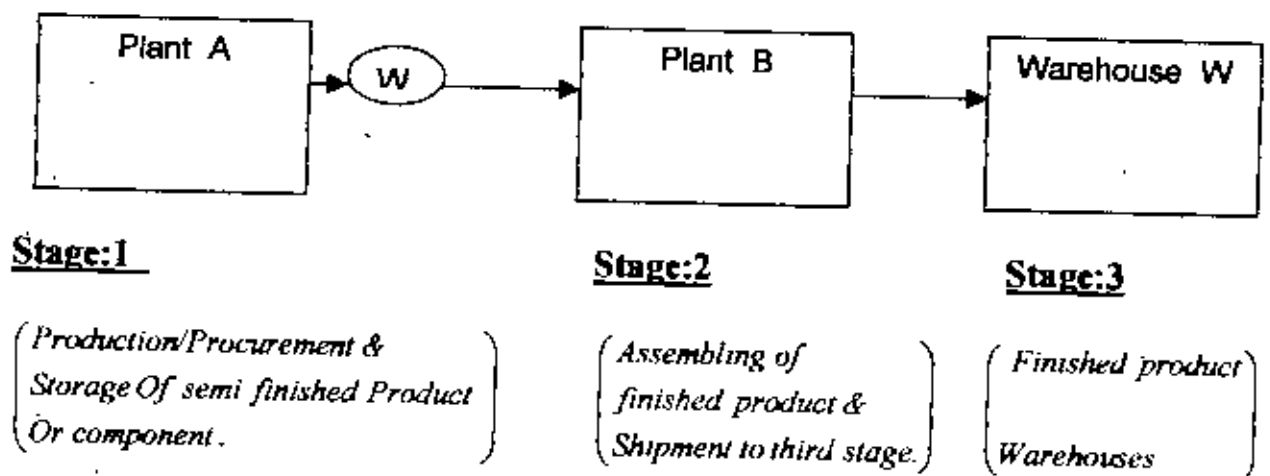 Plant A
W
Plant B
Warehouse W
Stage:1
Stage:2
Stage:3
Production/Procurement &
Storage Of semi finished Product
Or component.
Assembling of
finished product &
Shipment to third stage.
Finished product
Warehouses